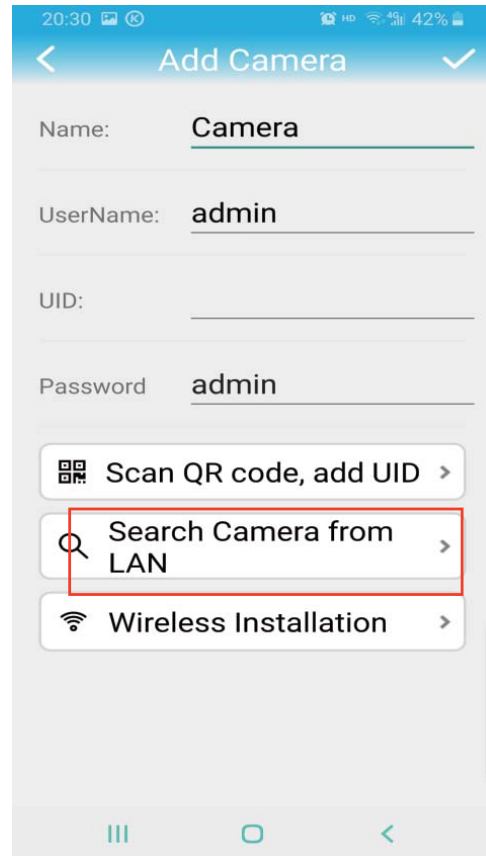 20:30 HD 4G 42%
Add Camera
Name: Camera
UserName: admin
UID:
Password admin
Scan QR code, add UID
Search Camera from
LAN
Wireless Installation